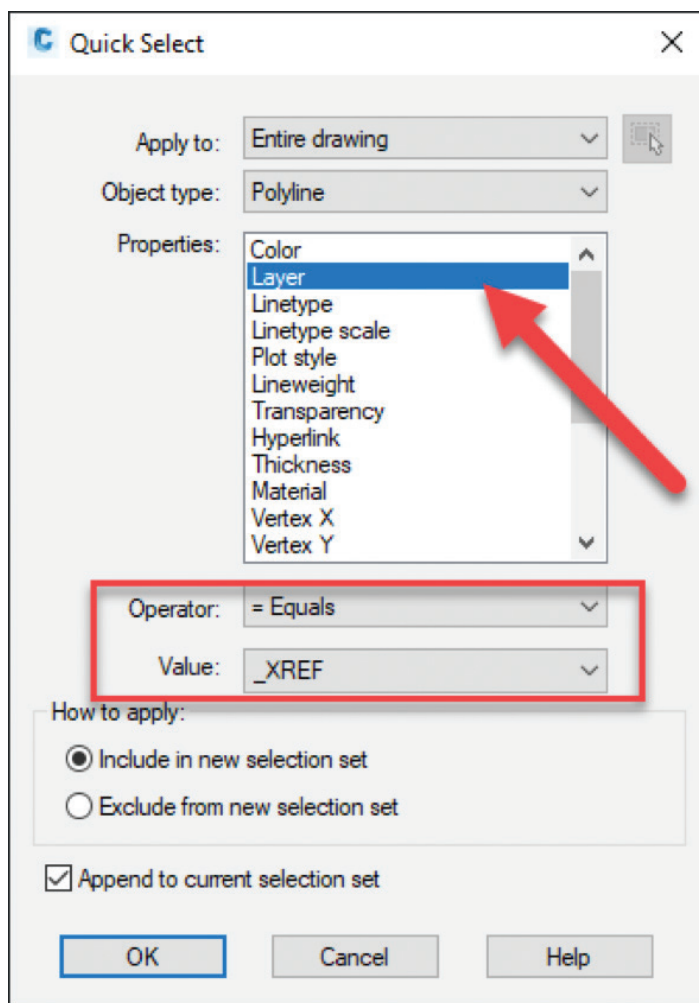 Quick Select
Apply to: Entire drawing
Object type: Polyline
Properties: Color
Layer
Linetype
Linetype scale
Plot style
Lineweight
Transparency
Hyperlink
Thickness
Material
Vertex X
Vertex Y
Operator: = Equals
Value: _XREF
How to apply:
Include in new selection set
Exclude from new selection set
Append to current selection set
OK Cancel Help